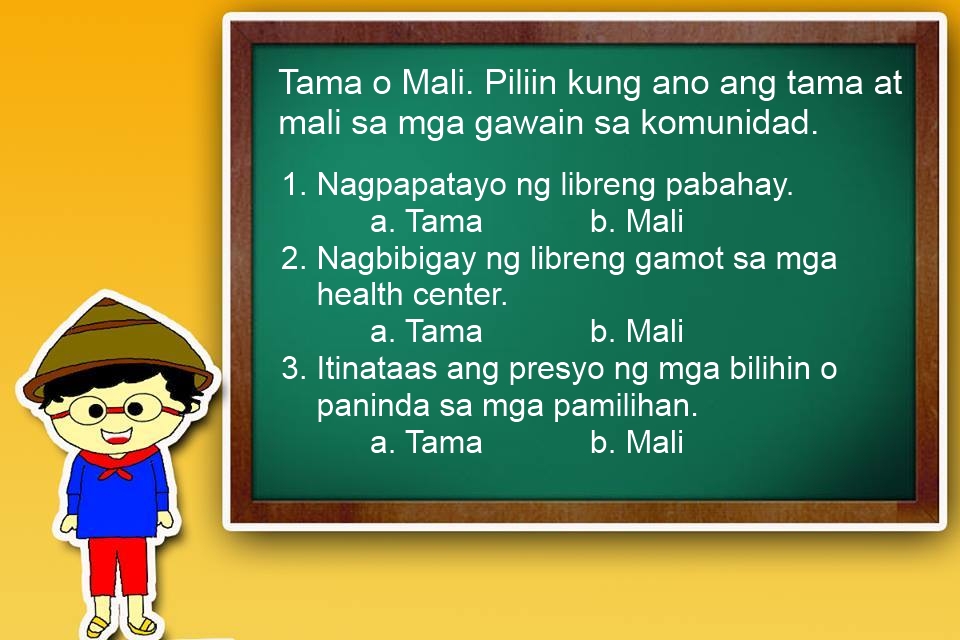 Tama o Mali. Piliin kung ano ang tama at
mali sa mga gawain sa komunidad.
1. Nagpapatayo ng libreng pabahay.
a. Tama b. Mali
2. Nagbibigay ng libreng gamot sa mga
health center.
a. Tama b. Mali
3. Itinataas ang presyo ng mga bilihin o
paninda sa mga pamilihan.
a. Tama b. Mali